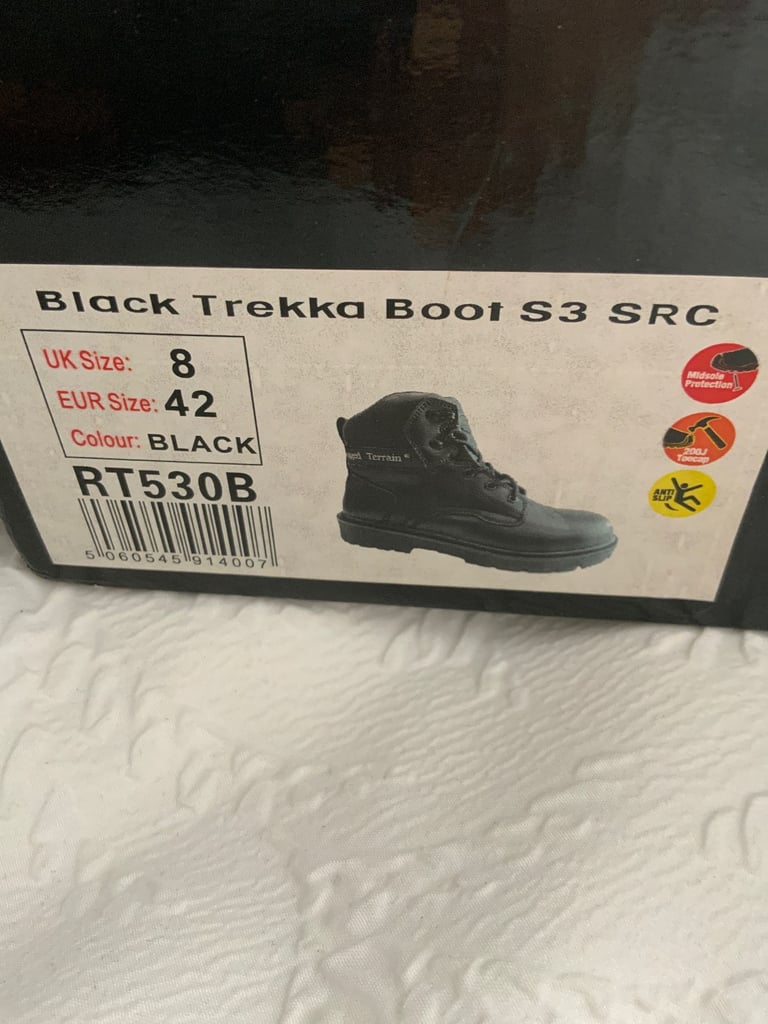 Black Trekka Boot S3 SRC
UK Size: 8
EUR Size: 42
Colour: BLACK
RT530B
5 060545 914007
Terrain
Midsole
Protection
200J
Toecap
ANTI
SLIP